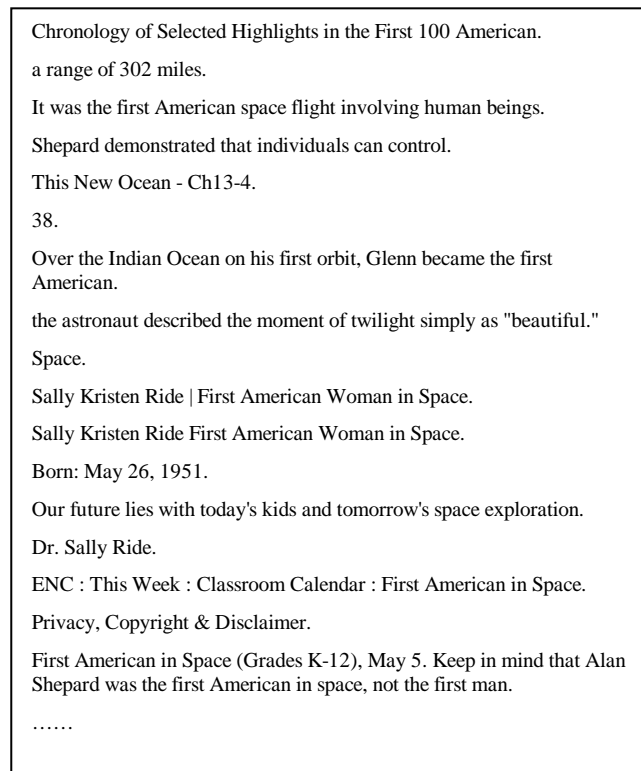 Chronology of Selected Highlights in the First 100 American.
a range of 302 miles.
It was the first American space flight involving human beings.
Shepard demonstrated that individuals can control.
This New Ocean - Ch13-4.
38.
Over the Indian Ocean on his first orbit, Glenn became the first
American.
the astronaut described the moment of twilight simply as "beautiful."
Space.
Sally Kristen Ride | First American Woman in Space.
Sally Kristen Ride First American Woman in Space.
Born: May 26, 1951.
Our future lies with today's kids and tomorrow's space exploration.
Dr. Sally Ride.
ENC : This Week : Classroom Calendar : First American in Space.
Privacy, Copyright & Disclaimer.
First American in Space (Grades K-12), May 5. Keep in mind that Alan
Shepard was the first American in space, not the first man.
……